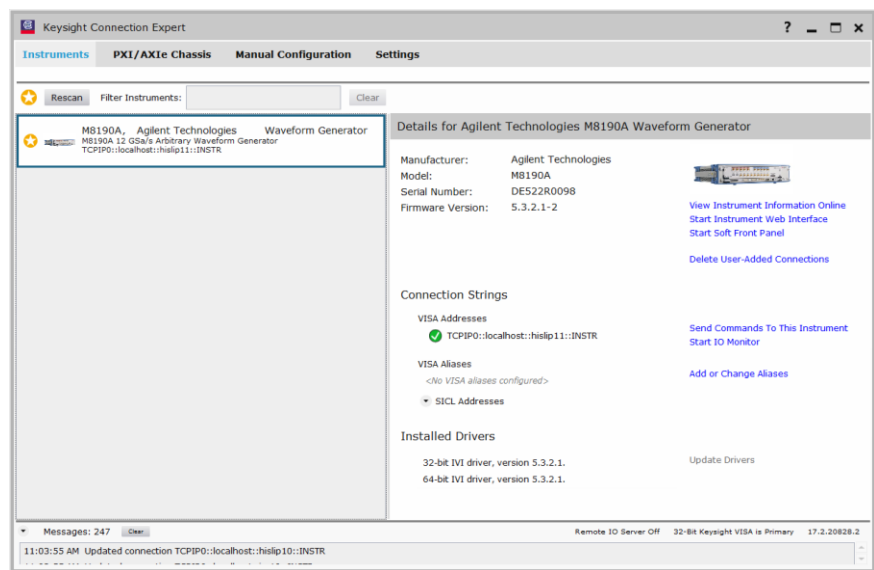 Keysight Connection Expert
Instruments PXI/AXIe Chassis Manual Configuration Settings
Rescan Filter Instruments: Clear
M8190A, Agilent Technologies Waveform Generator
M8190A 12 GSa/s Arbitrary Waveform Generator
TCPIP0::localhost::hislip11::INSTR
Details for Agilent Technologies M8190A Waveform Generator
Manufacturer: Agilent Technologies
Model: M8190A
Serial Number: DE522R0098
Firmware Version: 5.3.2.1-2
View Instrument Information Online
Start Instrument Web Interface
Start Soft Front Panel
Delete User-Added Connections
Connection Strings
VISA Addresses
TCPIP0::localhost::hislip11::INSTR
Send Commands To This Instrument
Start IO Monitor
VISA Aliases
<No VISA aliases configured>
Add or Change Aliases
SICL Addresses
Installed Drivers
32-bit IVI driver, version 5.3.2.1.
64-bit IVI driver, version 5.3.2.1.
Update Drivers
Messages: 247 Clear
Remote IO Server Off 32-Bit Keysight VISA is Primary 17.2.20828.2
11:03:55 AM Updated connection TCPIP0::localhost::hislip10::INSTR